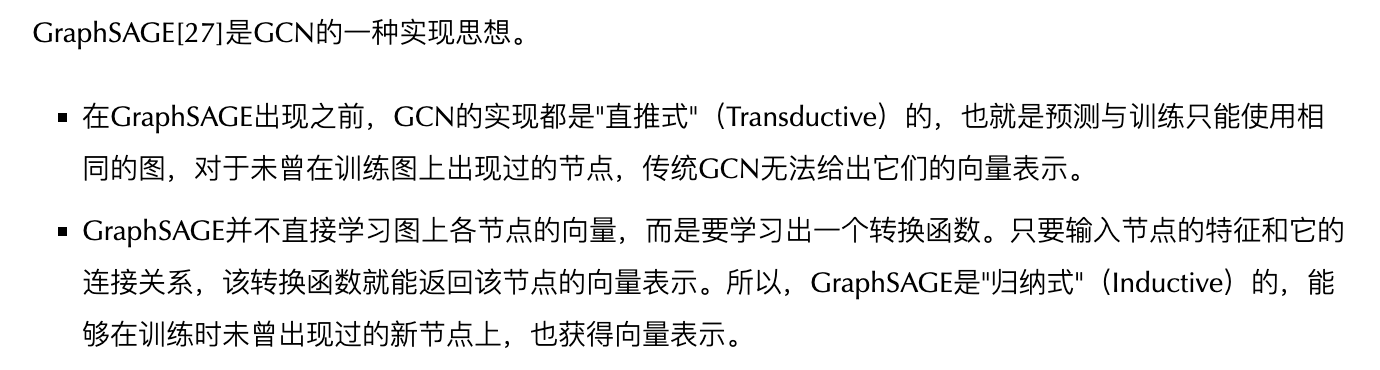 GraphSAGE[27]是GCN的一种实现思想。
▪ 在GraphSAGE出现之前，GCN的实现都是"直推式"（Transductive）的，也就是预测与训练只能使用相
同的图，对于未曾在训练图上出现过的节点，传统GCN无法给出它们的向量表示。
▪ GraphSAGE并不直接学习图上各节点的向量，而是要学习出一个转换函数。只要输入节点的特征和它的
连接关系，该转换函数就能返回该节点的向量表示。所以，GraphSAGE是"归纳式"（Inductive）的，能
够在训练时未曾出现过的新节点上，也获得向量表示。